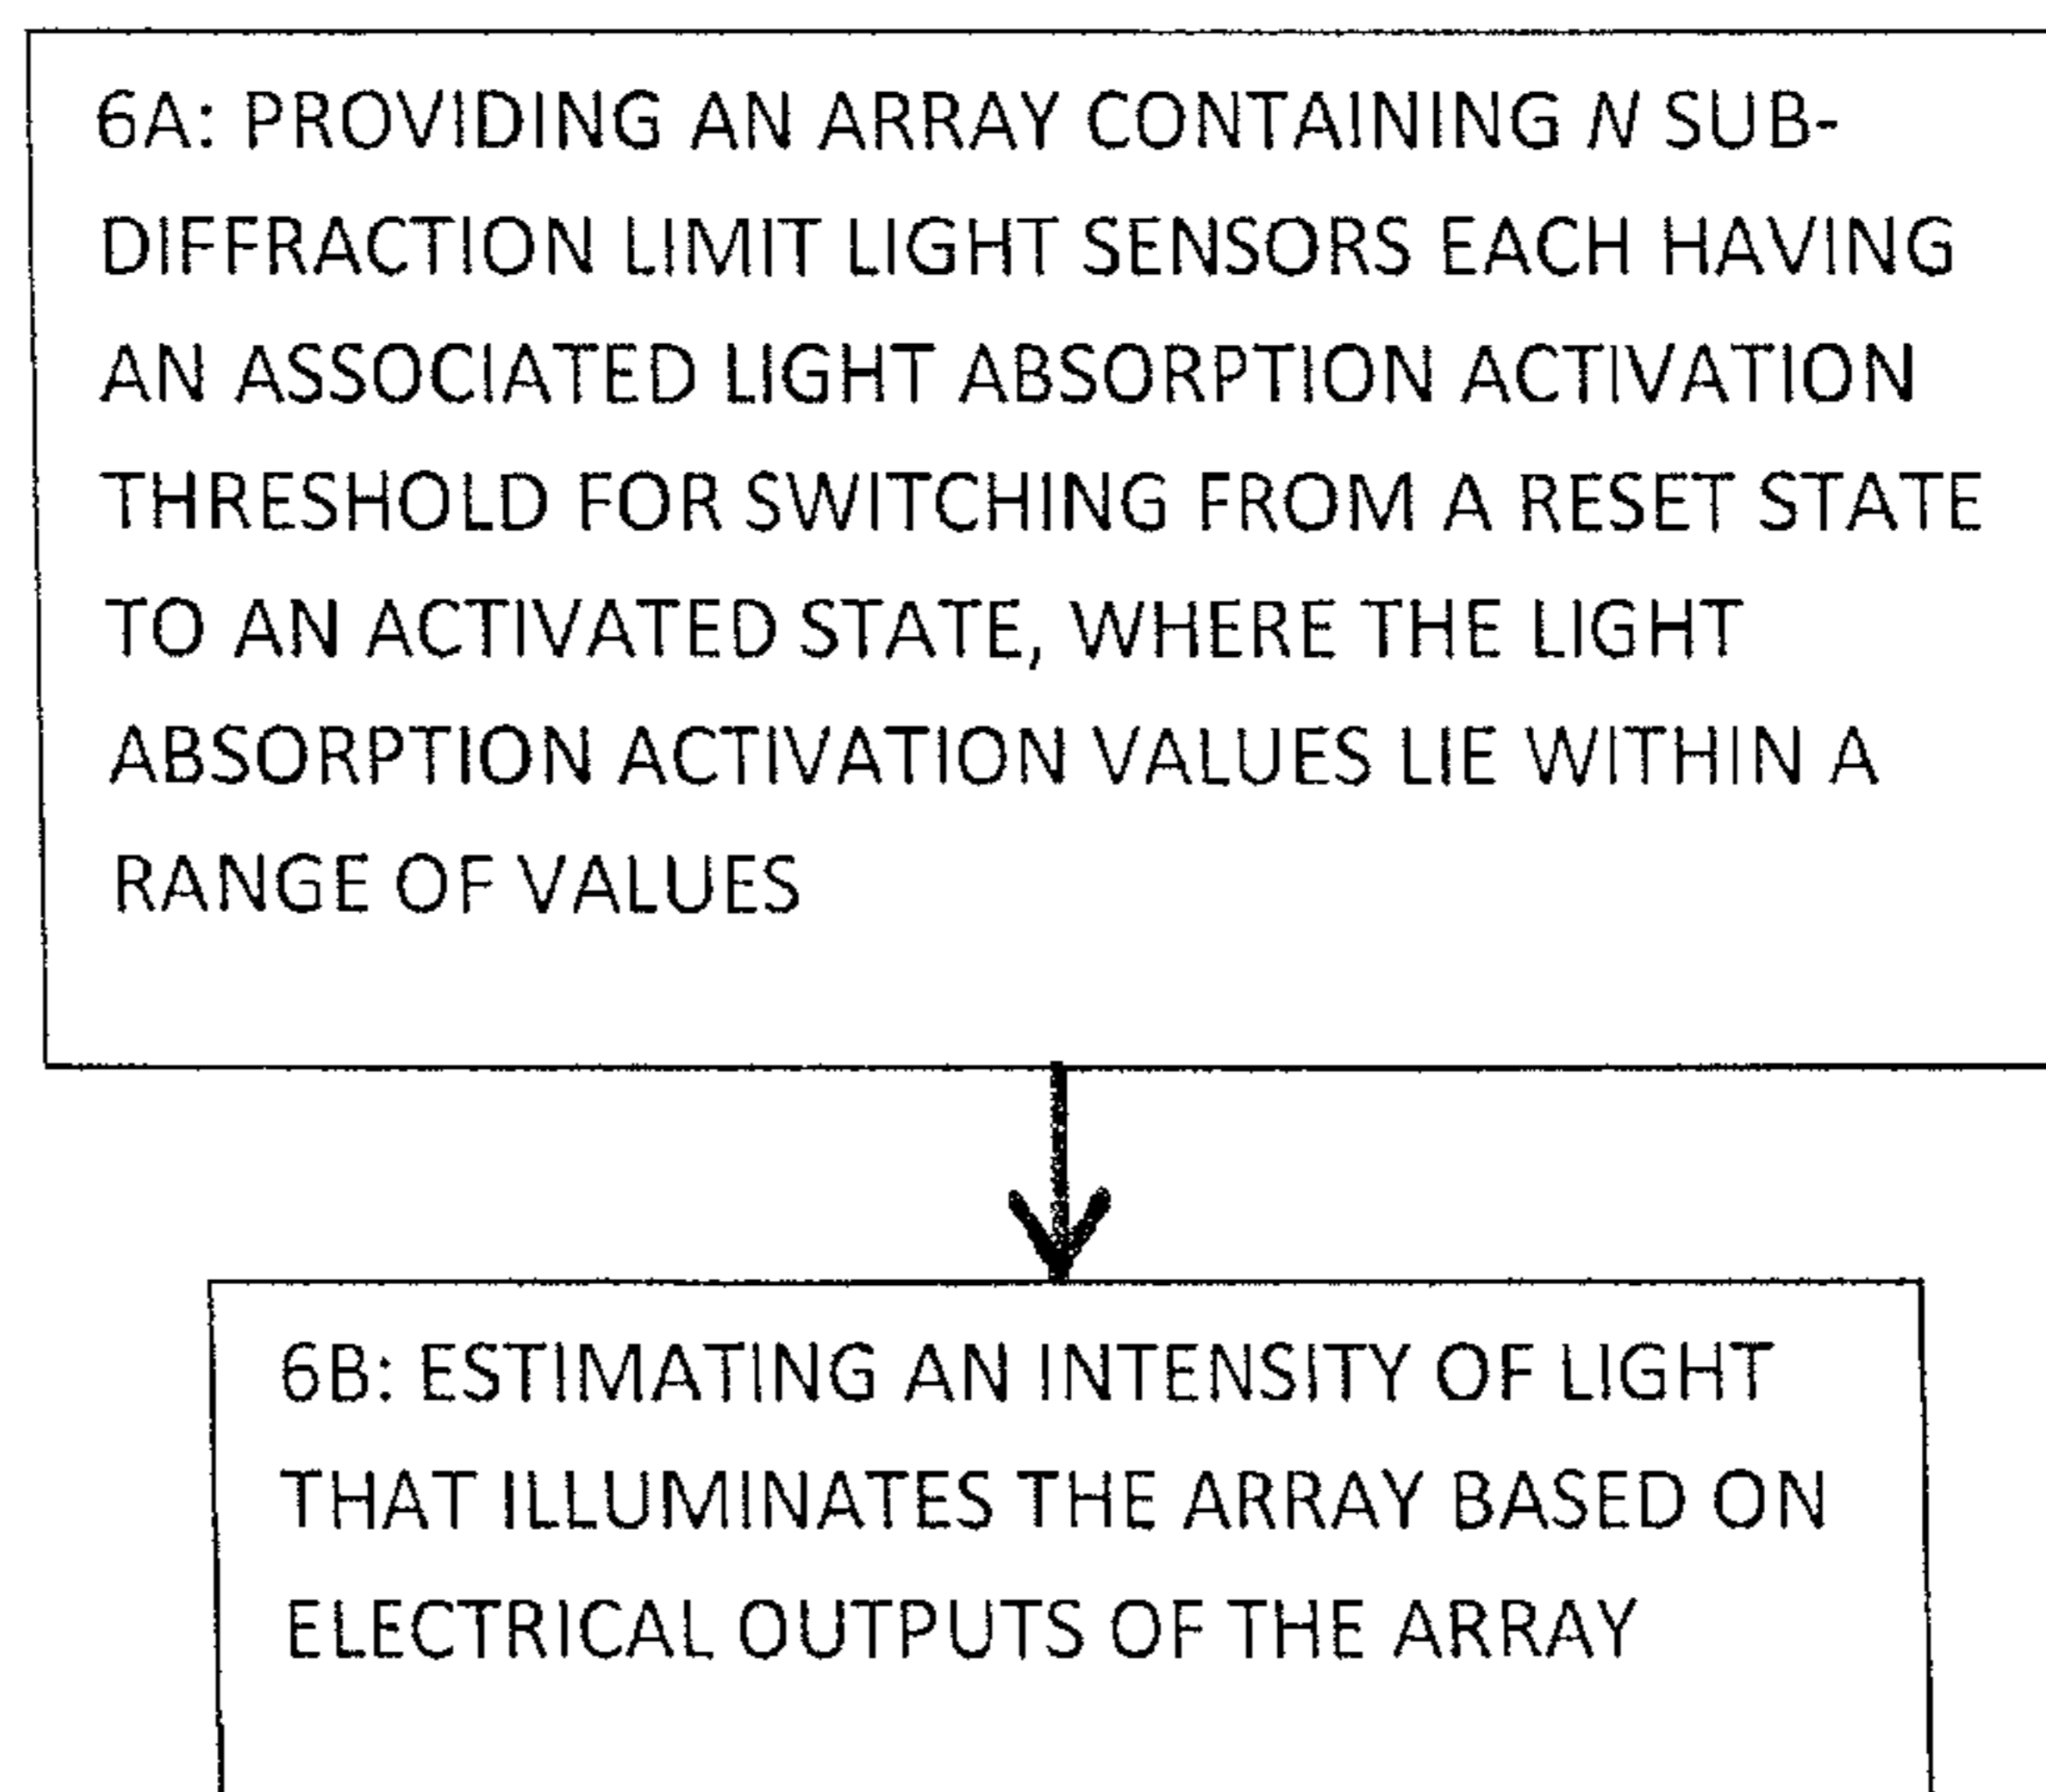 6A: PROVIDING AN ARRAY CONTAINING N SUB-
DIFFRACTION LIMIT LIGHT SENSORS EACH HAVING
AN ASSOCIATED LIGHT ABSORPTION ACTIVATION
THRESHOLD FOR SWITCHING FROM A RESET STATE
TO AN ACTIVATED STATE, WHERE THE LIGHT
ABSORPTION ACTIVATION VALUES LIE WITHIN A
RANGE OF VALUES
6B: ESTIMATING AN INTENSITY OF LIGHT
THAT ILLUMINATES THE ARRAY BASED ON
ELECTRICAL OUTPUTS OF THE ARRAY